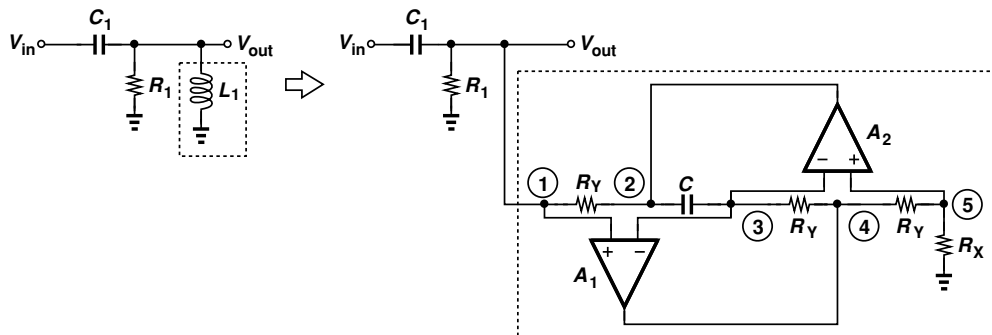 C1
Vin
Vout
R1
L1
C1
Vin
Vout
R1
A2
− +
1
RY
2
C
3
RY
4
RY
5
+ −
A1
RX